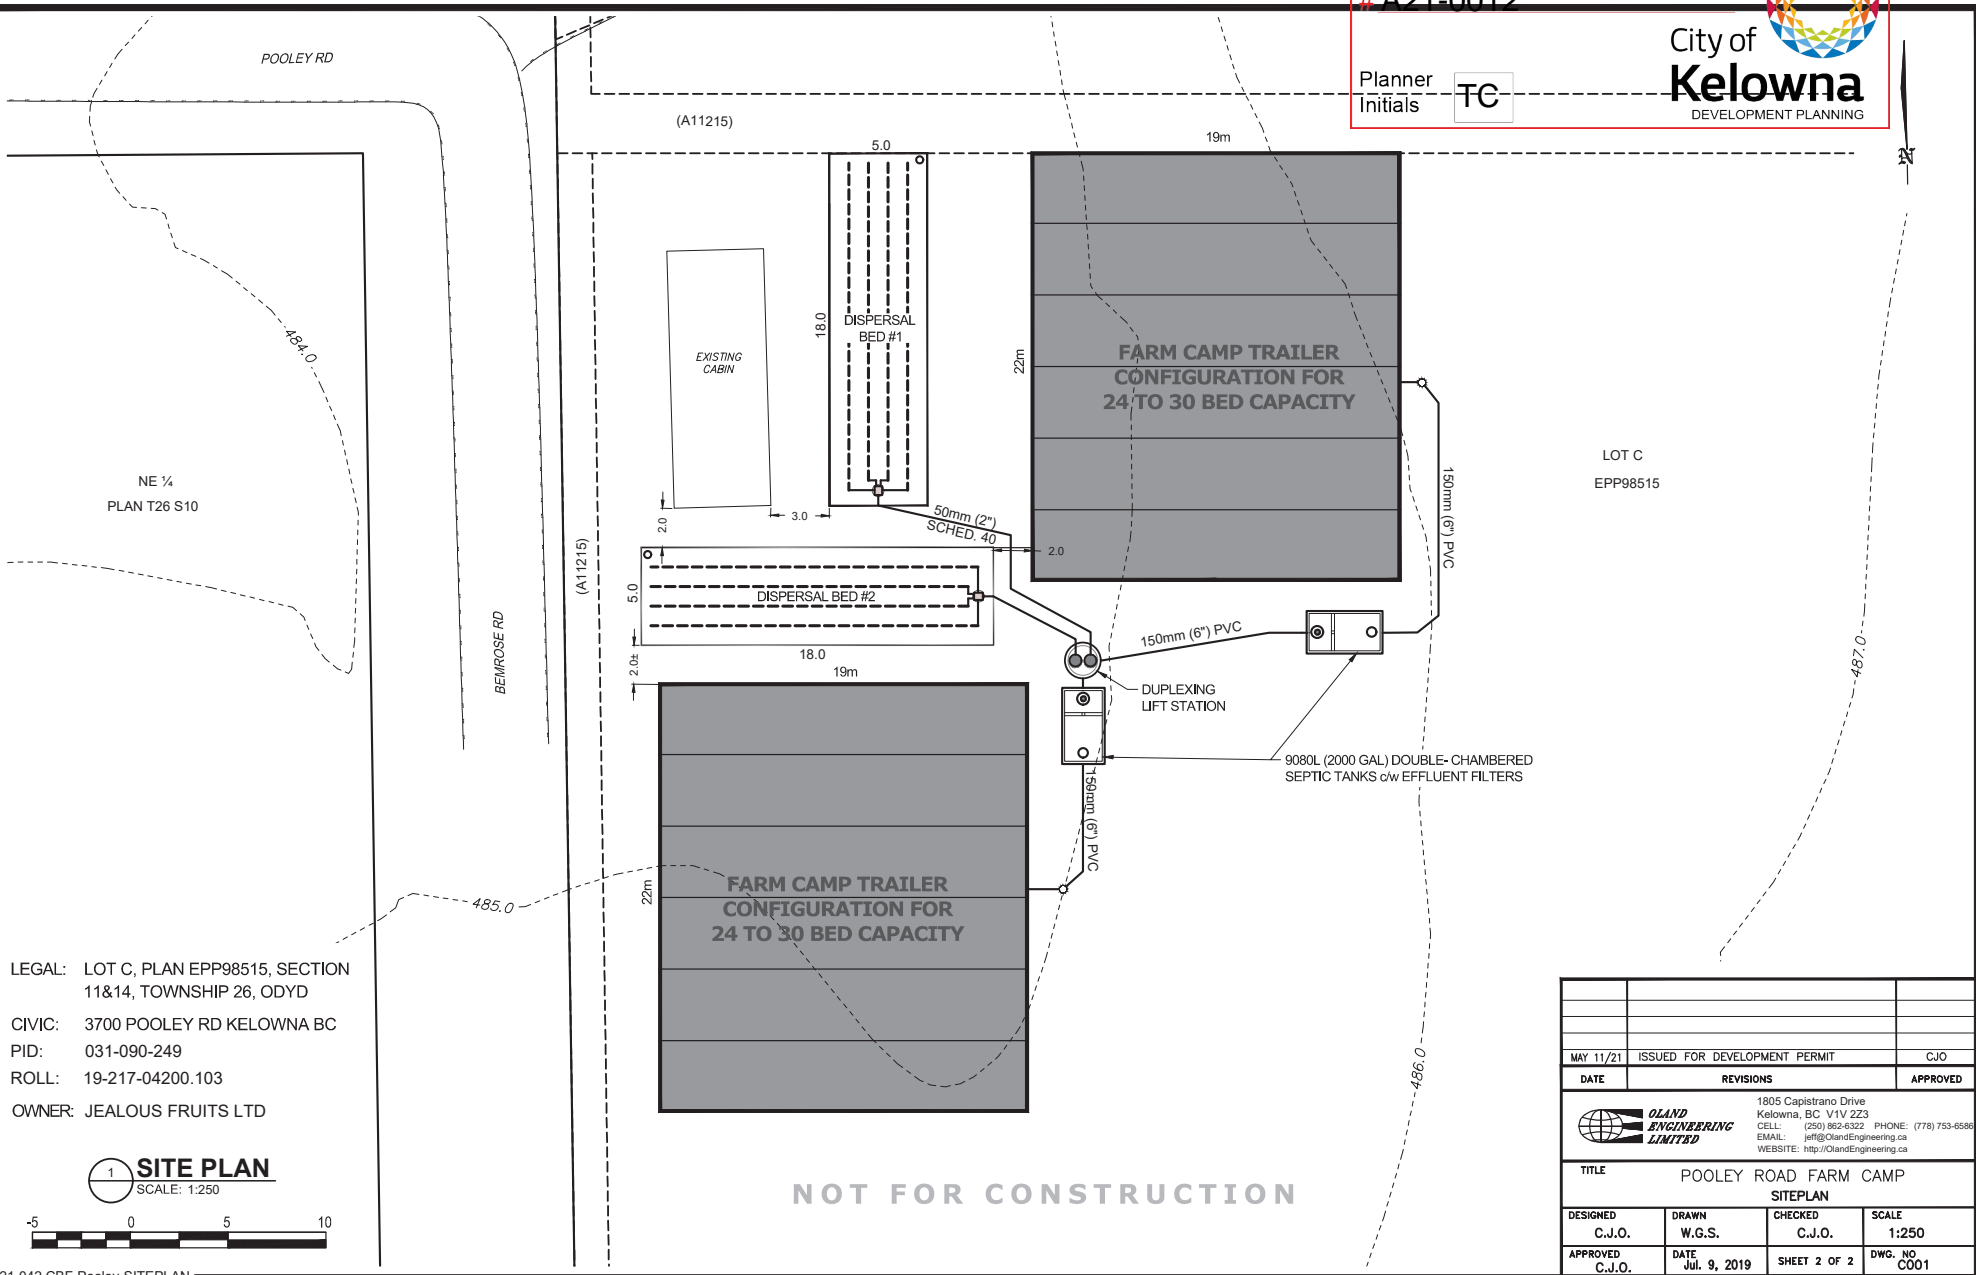 # A21-0012
City of
Kelowna
DEVELOPMENT PLANNING
Planner
Initials
TC
POOLEY RD
(A11215)
5.0
19m
N
484.0
EXISTING
CABIN
18.0
DISPERSAL
BED #1
22m
FARM CAMP TRAILER
CONFIGURATION FOR
24 TO 30 BED CAPACITY
NE ¼
PLAN T26 S10
LOT C
EPP98515
150mm (6") PVC
2.0
3.0
50mm (2")
SCHED. 40
2.0
(A11215)
5.0
DISPERSAL BED #2
BEMROSE RD
18.0
2.0±
19m
150mm (6") PVC
487.0
DUPLEXING
LIFT STATION
9080L (2000 GAL) DOUBLE- CHAMBERED
SEPTIC TANKS c/w EFFLUENT FILTERS
150mm (6") PVC
22m
FARM CAMP TRAILER
CONFIGURATION FOR
24 TO 30 BED CAPACITY
485.0
486.0
LEGAL: LOT C, PLAN EPP98515, SECTION
11&14, TOWNSHIP 26, ODYD
CIVIC: 3700 POOLEY RD KELOWNA BC
PID: 031-090-249
ROLL: 19-217-04200.103
OWNER: JEALOUS FRUITS LTD
1 SITE PLAN
SCALE: 1:250
-5 0 5 10
NOT FOR CONSTRUCTION
MAY 11/21 ISSUED FOR DEVELOPMENT PERMIT CJO
DATE REVISIONS APPROVED
OLAND
ENGINEERING
LIMITED
1805 Capistrano Drive
Kelowna, BC V1V 2Z3
CELL: (250) 862-6322 PHONE: (778) 753-6586
EMAIL: jeff@OlandEngineering.ca
WEBSITE: http://OlandEngineering.ca
TITLE
POOLEY ROAD FARM CAMP
SITEPLAN
DESIGNED DRAWN CHECKED SCALE
C.J.O. W.G.S. C.J.O. 1:250
APPROVED DATE SHEET 2 OF 2 DWG. NO
C.J.O. Jul. 9, 2019 C001